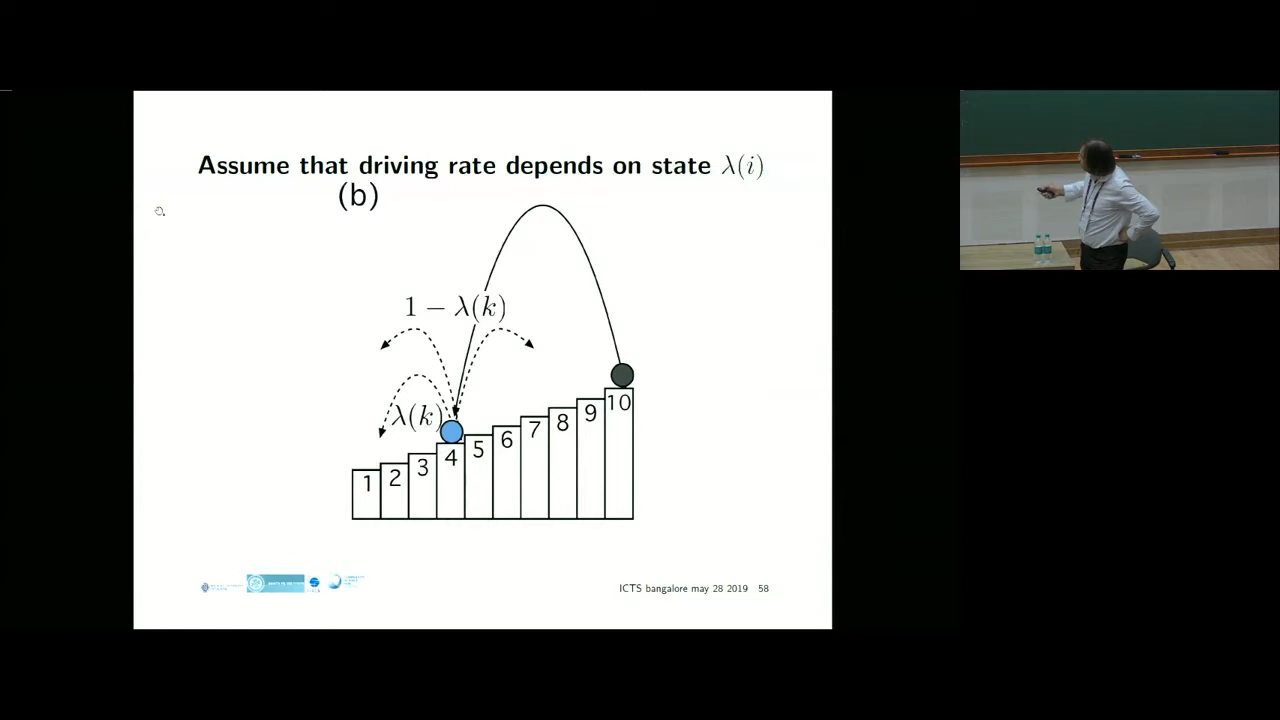 Assume that driving rate depends on state λ(i)
(b)
1 − λ(k)
λ(k)
1 2 3 4 5 6 7 8 9 10
ICTS bangalore may 28 2019 58